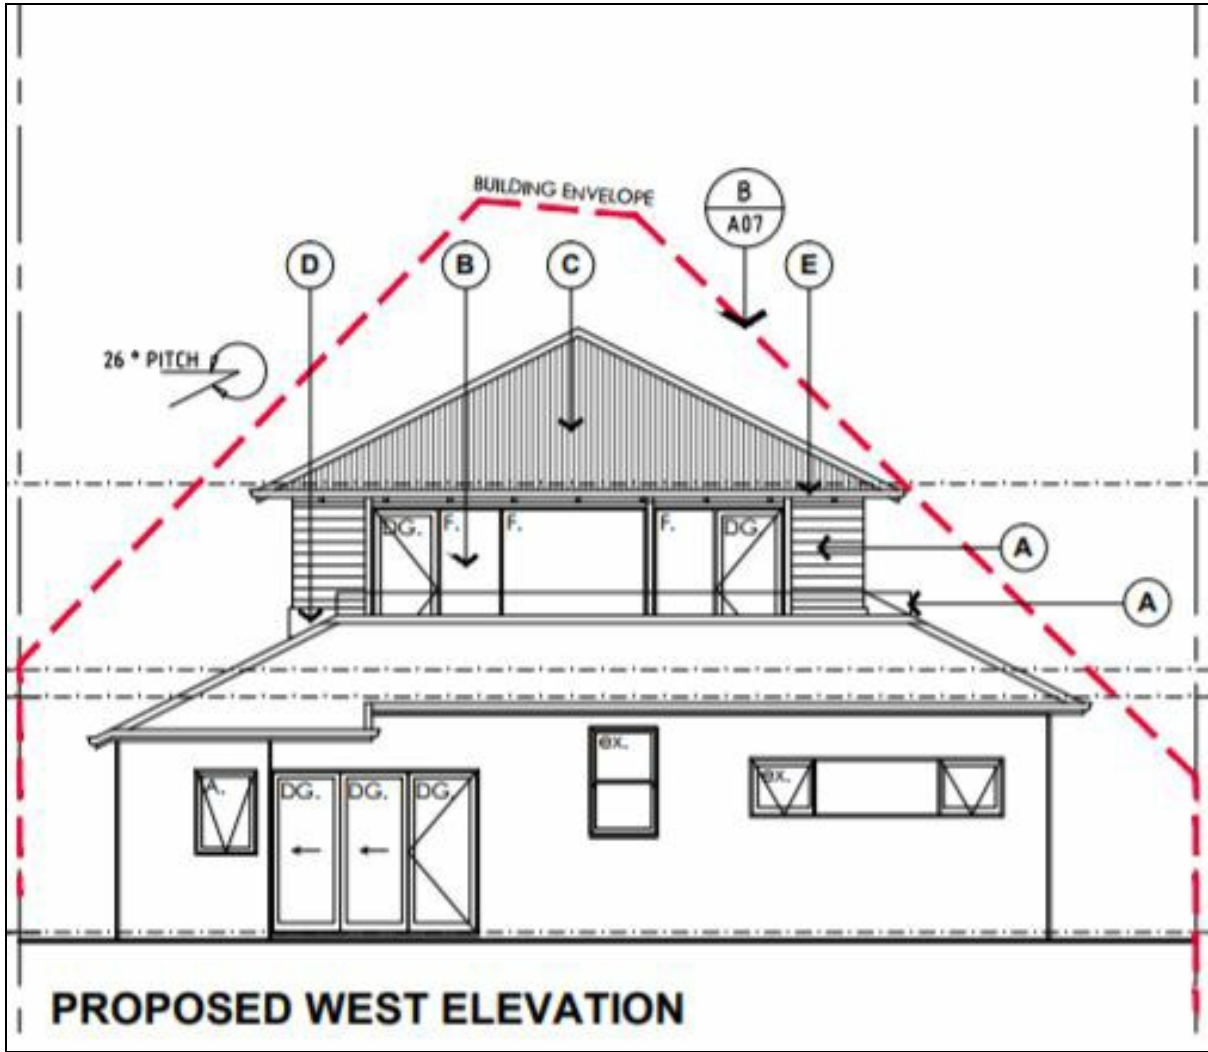 BUILDING ENVELOPE
B
A07
D
B
C
E
26 ° PITCH
DG.
F.
F.
F.
DG.
A
A
ex.
A.
DG.
DG.
DG.
ex.
PROPOSED WEST ELEVATION